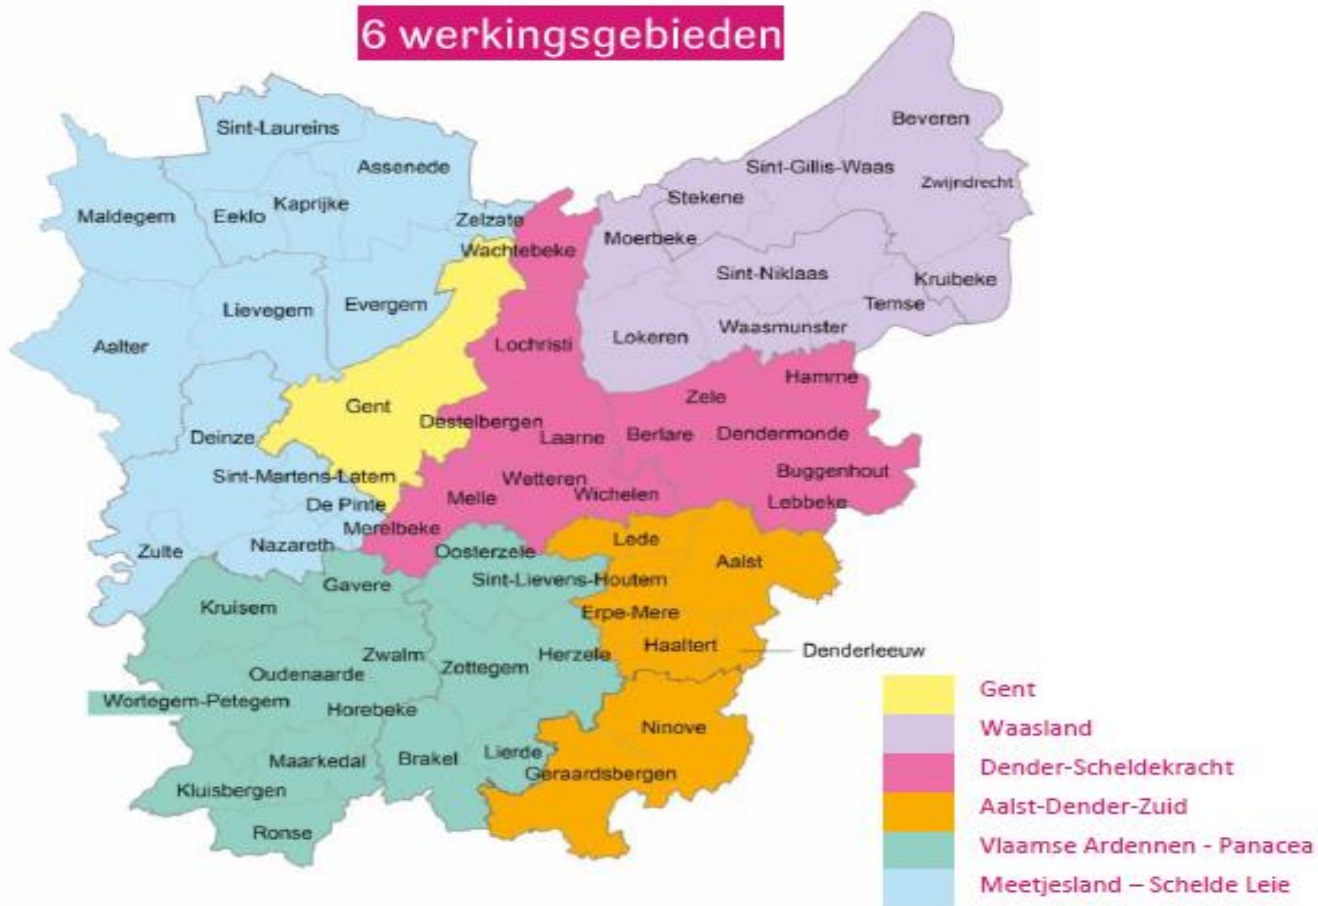 6 werkingsgebieden
Beveren
Sint-Laureins
Assenede
Sint-Gillis-Waas
Zwijndrecht
Stekene
Kaprijke
Maldegem
Eeklo
Zelzate
Moerbeke
Wachtebeke
Sint-Niklaas
Kruibeke
Lievegem
Evergem
Temse
Waasmunster
Lokeren
Aalter
Lochristi
Hamme
Zele
Gent
Destelbergen
Deinze
Laarne
Berlare
Dendermonde
Buggenhout
Sint-Martens-Latem
Wetteren
Wichelen
Melle
Lebbeke
De Pinte
Merelbeke
Lede
Nazareth
Zulte
Oosterzele
Aalst
Sint-Lievens-Houtem
Gavere
Kruisem
Erpe-Mere
Haaltert
Denderleeuw
Zwalm
Herzele
Zottegem
Oudenaarde
Wortegem-Petegem
Horebeke
Ninove
Lierde
Brakel
Maarkedal
Geraardsbergen
Kluisbergen
Ronse
Gent
Waasland
Dender-Scheldekracht
Aalst-Dender-Zuid
Vlaamse Ardennen - Panacea
Meetjesland – Schelde Leie